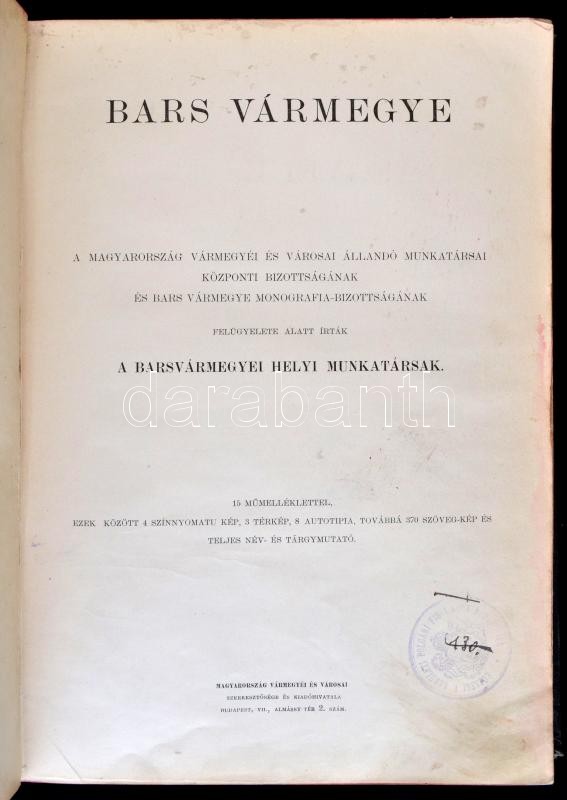 BARS VÁRMEGYE
A MAGYARORSZÁG VÁRMEGYÉI ÉS VÁROSAI ÁLLANDÓ MUNKATÁRSAI
KÖZPONTI BIZOTTSÁGÁNAK
ÉS BARS VÁRMEGYE MONOGRAFIA-BIZOTTSÁGÁNAK
FELÜGYELETE ALATT ÍRTÁK
A BARSVÁRMEGYEI HELYI MUNKATÁRSAK.
darabanth
15 MŰMELLÉKLETTEL,
EZEK KÖZÖTT 4 SZÍNNYOMATU KÉP, 3 TÉRKÉP, 8 AUTOTIPIA, TOVÁBBÁ 370 SZÖVEG-KÉP ÉS
TELJES NÉV- ÉS TÁRGYMUTATÓ.
130.
MAGYARORSZÁG VÁRMEGYÉI ÉS VÁROSAI
SZERKESZTŐSÉGE ÉS KIADÓHIVATALA
BUDAPEST, VII., ALMÁSSY-TÉR 2. SZÁM.